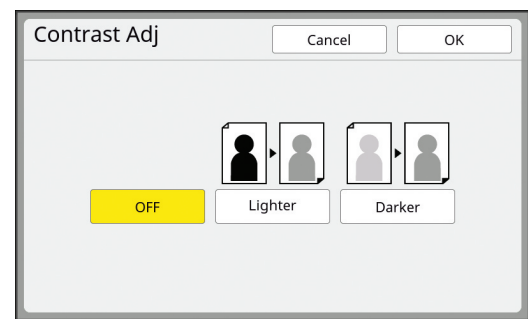 Contrast Adj
Cancel
OK
OFF
Lighter
Darker